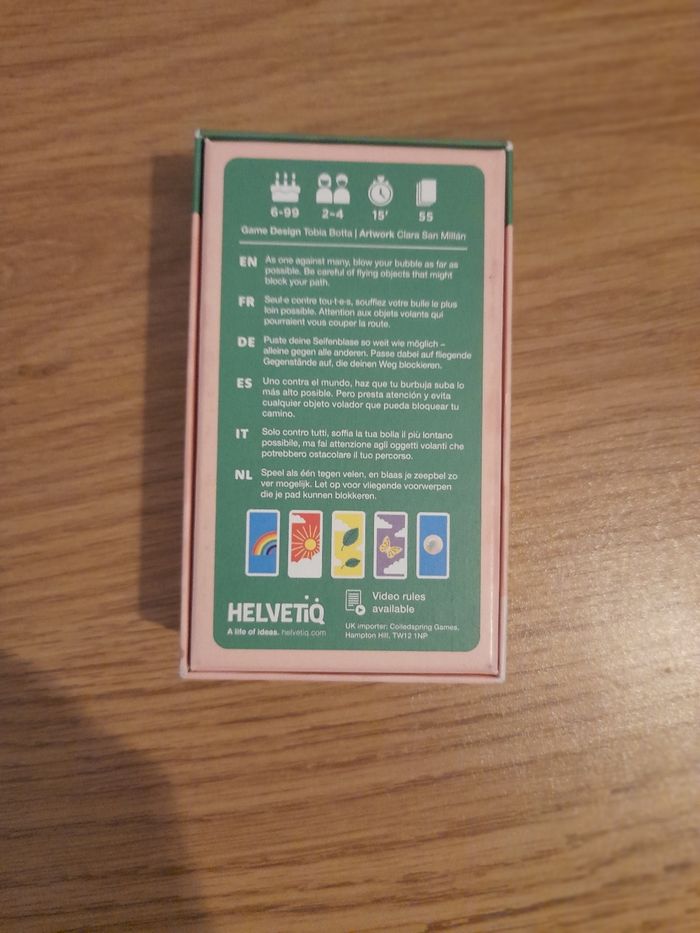 6-99 2-4 15' 55
Game Design Tobia Botta | Artwork Clara San Millán
EN As one against many, blow your bubble as far as
possible. Be careful of flying objects that might
block your path.
FR Seul·e contre tou·t·e·s, soufflez votre bulle le plus
loin possible. Attention aux objets volants qui
pourraient vous couper la route.
DE Puste deine Seifenblase so weit wie möglich –
alleine gegen alle anderen. Passe dabei auf fliegende
Gegenstände auf, die deinen Weg blockieren.
ES Uno contra el mundo, haz que tu burbuja suba lo
más alto posible. Pero presta atención y evita
cualquier objeto volador que pueda bloquear tu
camino.
IT Solo contro tutti, soffia la tua bolla il più lontano
possibile, ma fai attenzione agli oggetti volanti che
potrebbero ostacolare il tuo percorso.
NL Speel als één tegen velen, en blaas je zeepbel zo
ver mogelijk. Let op voor vliegende voorwerpen
die je pad kunnen blokkeren.
HELVETIQ
A life of ideas. helvetiq.com
Video rules
available
UK importer: Coiledspring Games,
Hampton Hill, TW12 1NP